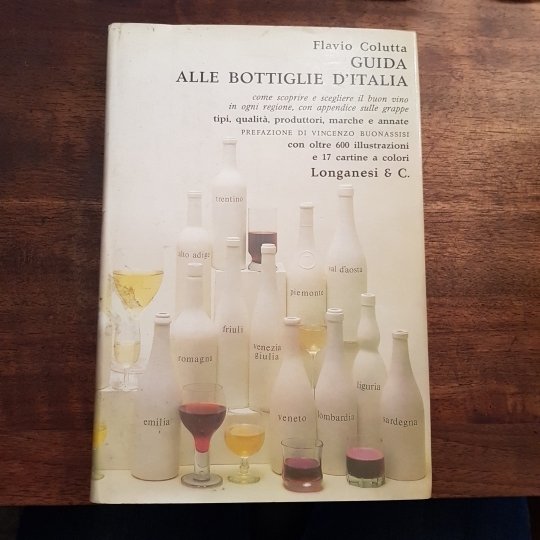 Flavio Colutta
GUIDA
ALLE BOTTIGLIE D'ITALIA
come scoprire e scegliere il buon vino
in ogni regione, con appendice sulle grappe
tipi, qualità, produttori, marche e annate
PREFAZIONE DI VINCENZO BUONASSISI
con oltre 600 illustrazioni
e 17 cartine a colori
Longanesi & C.
trentino
alto adige
val d'aosta
piemonte
friuli
venezia
giulia
romagna
liguria
emilia
veneto
lombardia
sardegna